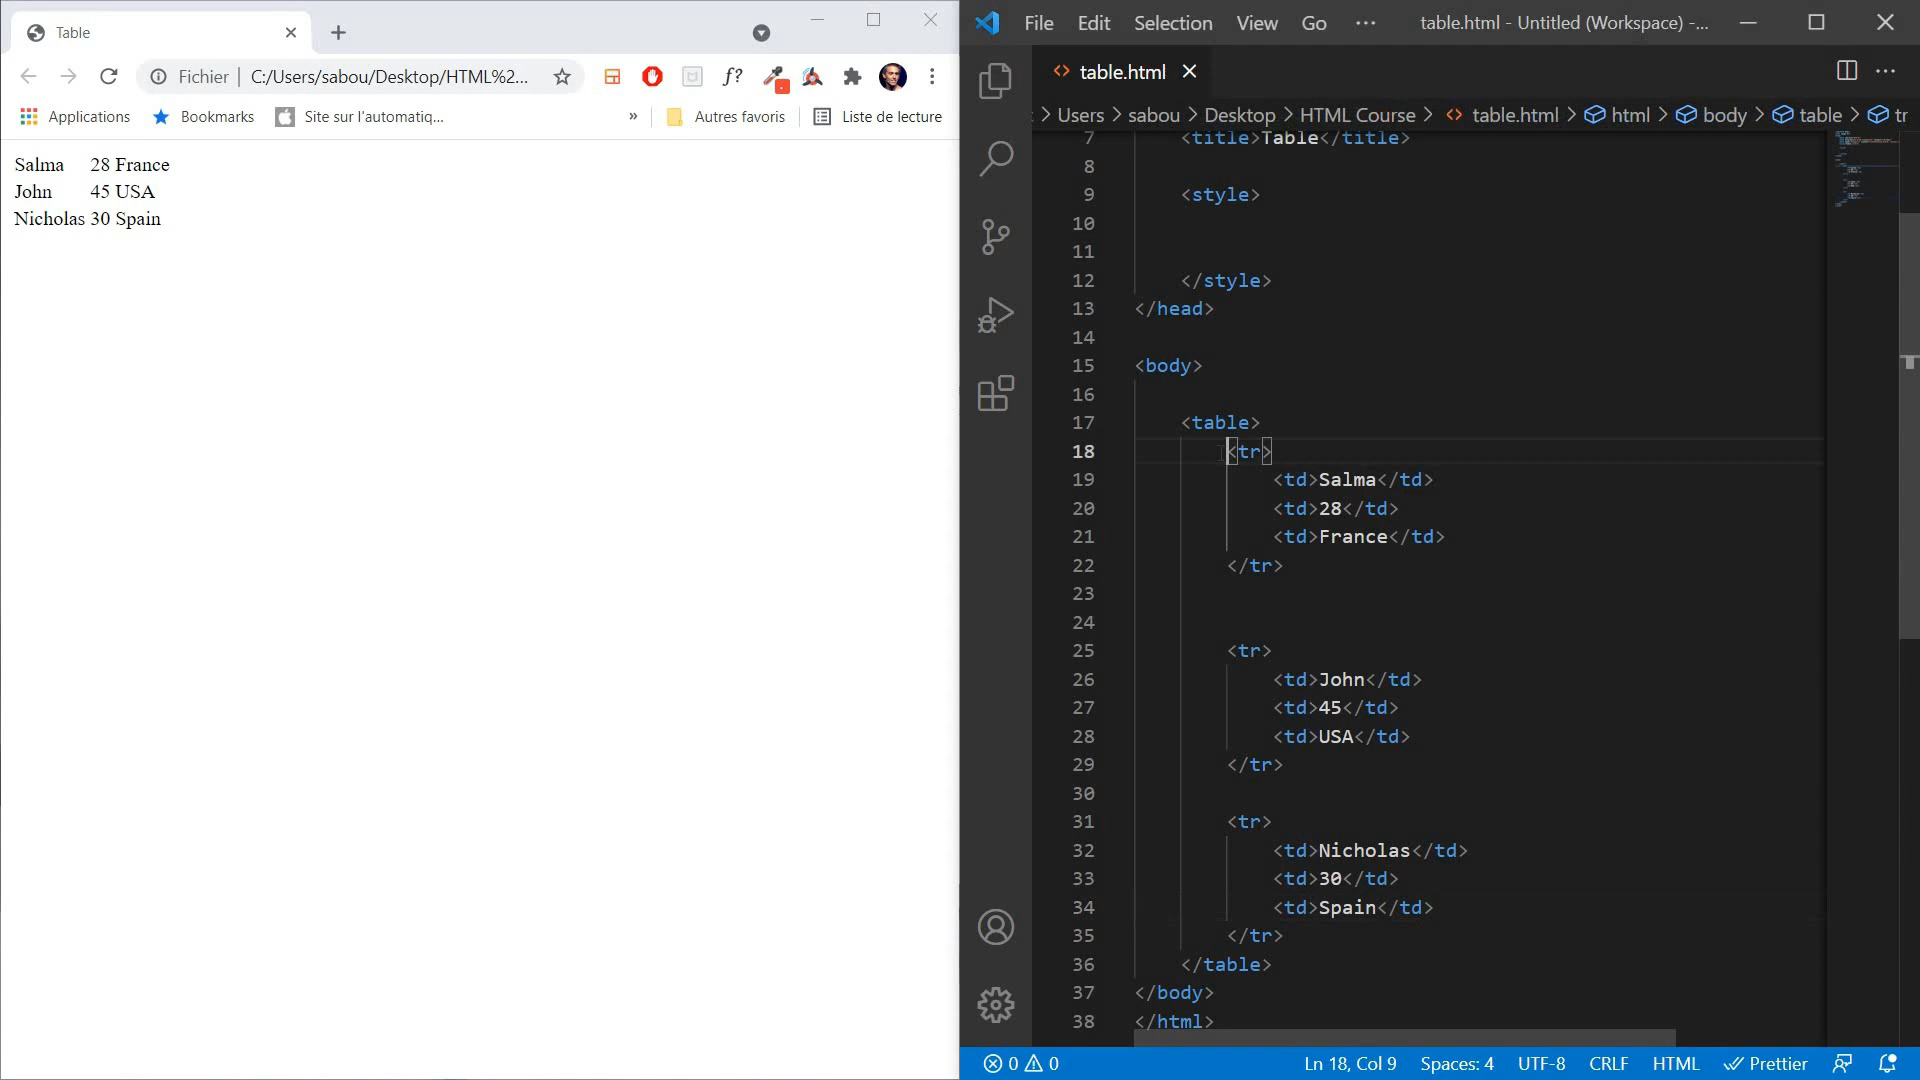 Table
Fichier | C:/Users/sabou/Desktop/HTML%2...
f?
Applications Bookmarks Site sur l'automatiq... » Autres favoris Liste de lecture
Salma 28 France
John 45 USA
Nicholas 30 Spain
File Edit Selection View Go ··· table.html - Untitled (Workspace) -...
<> table.html
> Users > sabou > Desktop > HTML Course > <> table.html > html > body > table > tr
7 <title>Table</title>
8
9 <style>
10
11
12 </style>
13 </head>
14
15 <body>
16
17 <table>
18 <tr>
19 <td>Salma</td>
20 <td>28</td>
21 <td>France</td>
22 </tr>
23
24
25 <tr>
26 <td>John</td>
27 <td>45</td>
28 <td>USA</td>
29 </tr>
30
31 <tr>
32 <td>Nicholas</td>
33 <td>30</td>
34 <td>Spain</td>
35 </tr>
36 </table>
37 </body>
38 </html>
0 0 Ln 18, Col 9 Spaces: 4 UTF-8 CRLF HTML Prettier